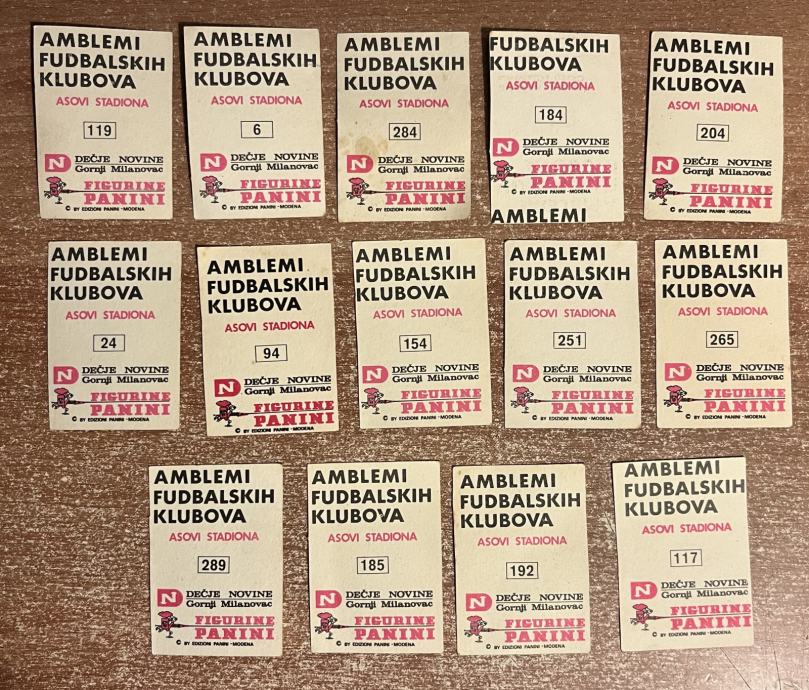 AMBLEMI
FUDBALSKIH
KLUBOVA
ASOVI STADIONA
119
N DEČJE NOVINE
Gornji Milanovac
FIGURINE
PANINI
© BY EDIZIONI PANINI - MODENA
AMBLEMI
FUDBALSKIH
KLUBOVA
ASOVI STADIONA
6
N DEČJE NOVINE
Gornji Milanovac
FIGURINE
PANINI
© BY EDIZIONI PANINI - MODENA
AMBLEMI
FUDBALSKIH
KLUBOVA
ASOVI STADIONA
284
N DEČJE NOVINE
Gornji Milanovac
FIGURINE
PANINI
© BY EDIZIONI PANINI - MODENA
FUDBALSKIH
KLUBOVA
ASOVI STADIONA
184
N DEČJE NOVINE
Gornji Milanovac
FIGURINE
PANINI
© BY EDIZIONI PANINI - MODENA
AMBLEMI
AMBLEMI
FUDBALSKIH
KLUBOVA
ASOVI STADIONA
204
N DEČJE NOVINE
Gornji Milanovac
FIGURINE
PANINI
© BY EDIZIONI PANINI - MODENA
AMBLEMI
FUDBALSKIH
KLUBOVA
ASOVI STADIONA
24
N DEČJE NOVINE
Gornji Milanovac
FIGURINE
PANINI
© BY EDIZIONI PANINI - MODENA
AMBLEMI
FUDBALSKIH
KLUBOVA
ASOVI STADIONA
94
N DEČJE NOVINE
Gornji Milanovac
FIGURINE
PANINI
© BY EDIZIONI PANINI - MODENA
AMBLEMI
FUDBALSKIH
KLUBOVA
ASOVI STADIONA
154
N DEČJE NOVINE
Gornji Milanovac
FIGURINE
PANINI
© BY EDIZIONI PANINI - MODENA
AMBLEMI
FUDBALSKIH
KLUBOVA
ASOVI STADIONA
251
N DEČJE NOVINE
Gornji Milanovac
FIGURINE
PANINI
© BY EDIZIONI PANINI - MODENA
AMBLEMI
FUDBALSKIH
KLUBOVA
ASOVI STADIONA
265
N DEČJE NOVINE
Gornji Milanovac
FIGURINE
PANINI
© BY EDIZIONI PANINI - MODENA
AMBLEMI
FUDBALSKIH
KLUBOVA
ASOVI STADIONA
289
N DEČJE NOVINE
Gornji Milanovac
FIGURINE
PANINI
© BY EDIZIONI PANINI - MODENA
AMBLEMI
FUDBALSKIH
KLUBOVA
ASOVI STADIONA
185
N DEČJE NOVINE
Gornji Milanovac
FIGURINE
PANINI
© BY EDIZIONI PANINI - MODENA
AMBLEMI
FUDBALSKIH
KLUBOVA
ASOVI STADIONA
192
N DEČJE NOVINE
Gornji Milanovac
FIGURINE
PANINI
© BY EDIZIONI PANINI - MODENA
AMBLEMI
FUDBALSKIH
KLUBOVA
ASOVI STADIONA
117
N DEČJE NOVINE
Gornji Milanovac
FIGURINE
PANINI
© BY EDIZIONI PANINI - MODENA